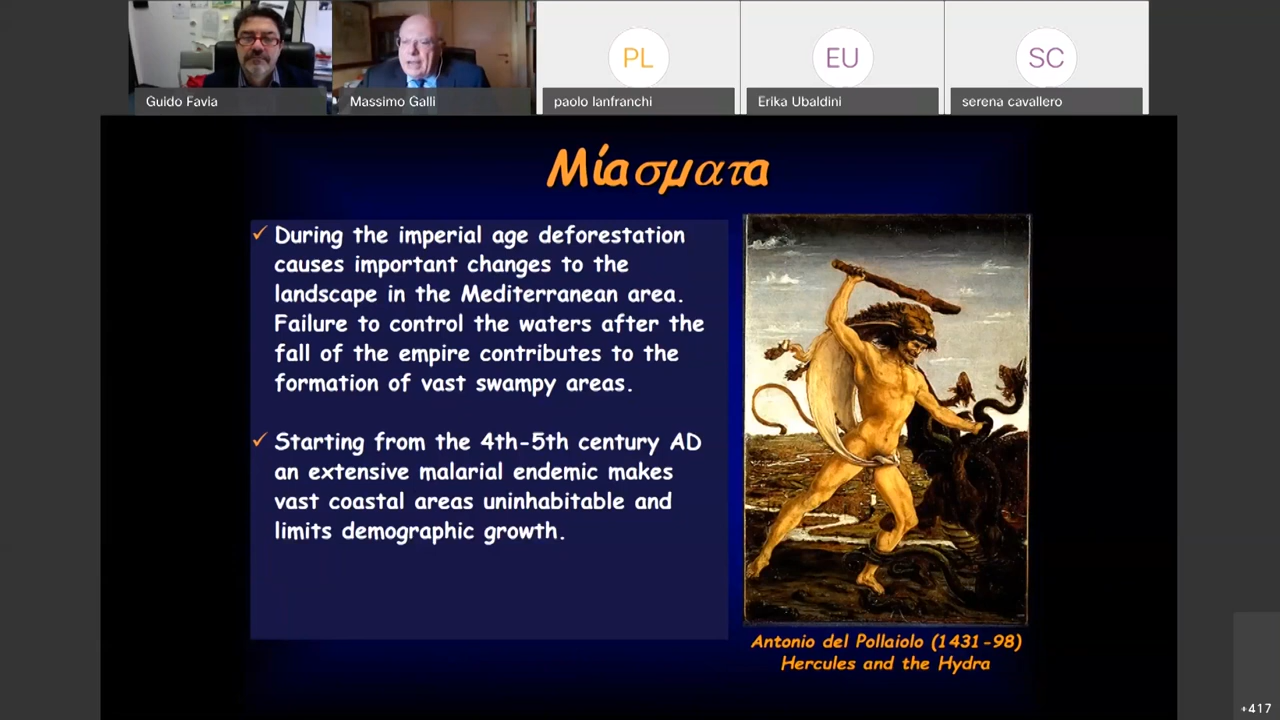 Guido Favia
Massimo Galli
PL
paolo lanfranchi
EU
Erika Ubaldini
SC
serena cavallero
Μίασματα
✓ During the imperial age deforestation
causes important changes to the
landscape in the Mediterranean area.
Failure to control the waters after the
fall of the empire contributes to the
formation of vast swampy areas.
✓ Starting from the 4th-5th century AD
an extensive malarial endemic makes
vast coastal areas uninhabitable and
limits demographic growth.
Antonio del Pollaiolo (1431-98)
Hercules and the Hydra
+417